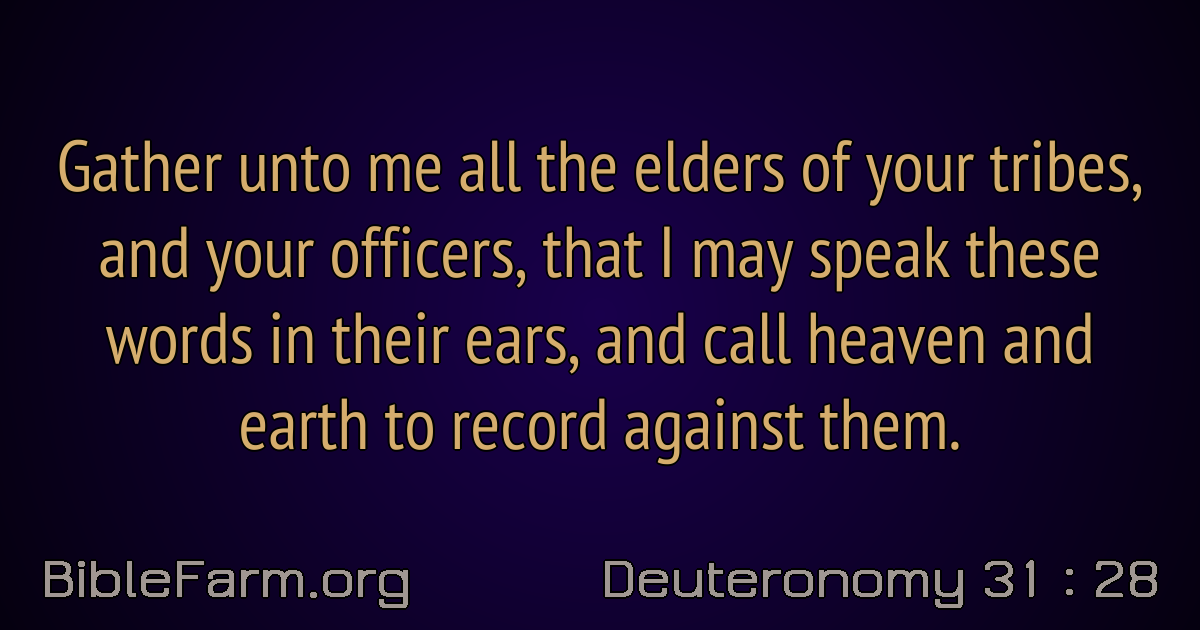 Gather unto me all the elders of your tribes,
and your officers, that I may speak these
words in their ears, and call heaven and
earth to record against them.
BibleFarm.org
Deuteronomy 31 : 28